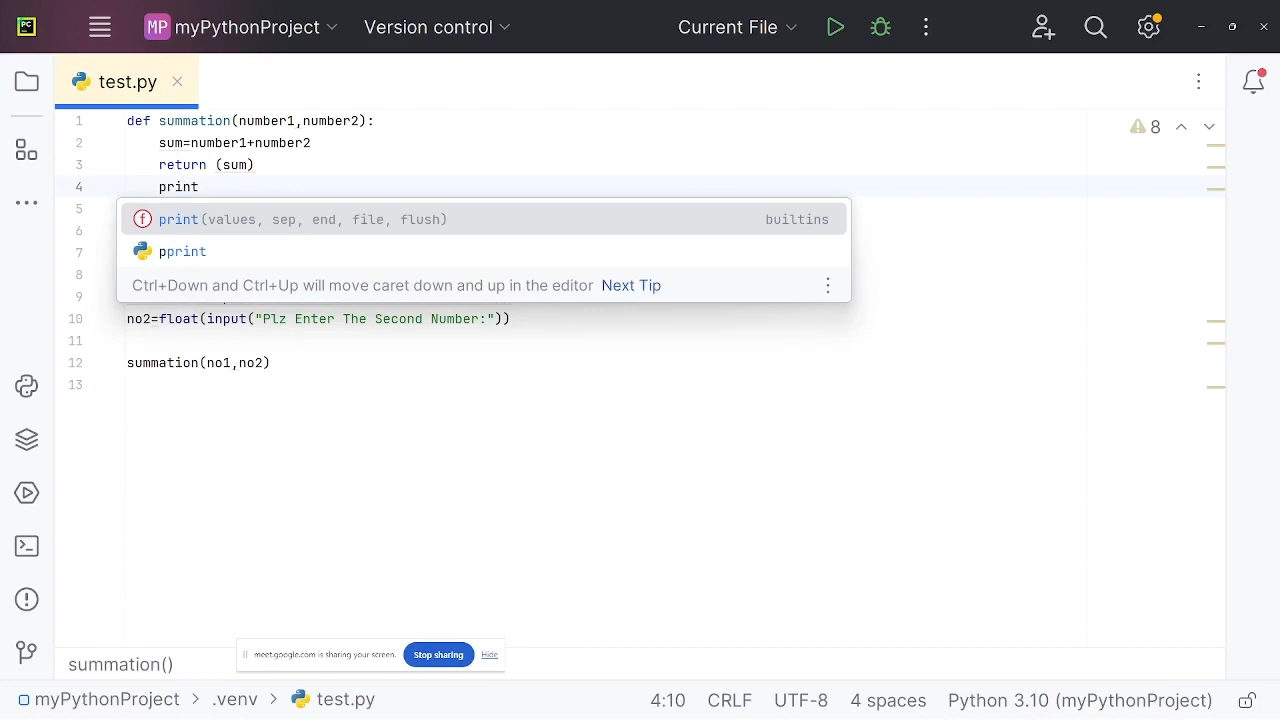 PC
MP myPythonProject Version control Current File
test.py
1 def summation(number1,number2):
2 sum=number1+number2
3 return (sum)
4 print
5
6
7
8
9
print(values, sep, end, file, flush) builtins
pprint
Ctrl+Down and Ctrl+Up will move caret down and up in the editor Next Tip
10 no2=float(input("Plz Enter The Second Number:"))
11
12 summation(no1,no2)
13
8
meet.google.com is sharing your screen. Stop sharing Hide
summation()
myPythonProject > .venv > test.py 4:10 CRLF UTF-8 4 spaces Python 3.10 (myPythonProject)